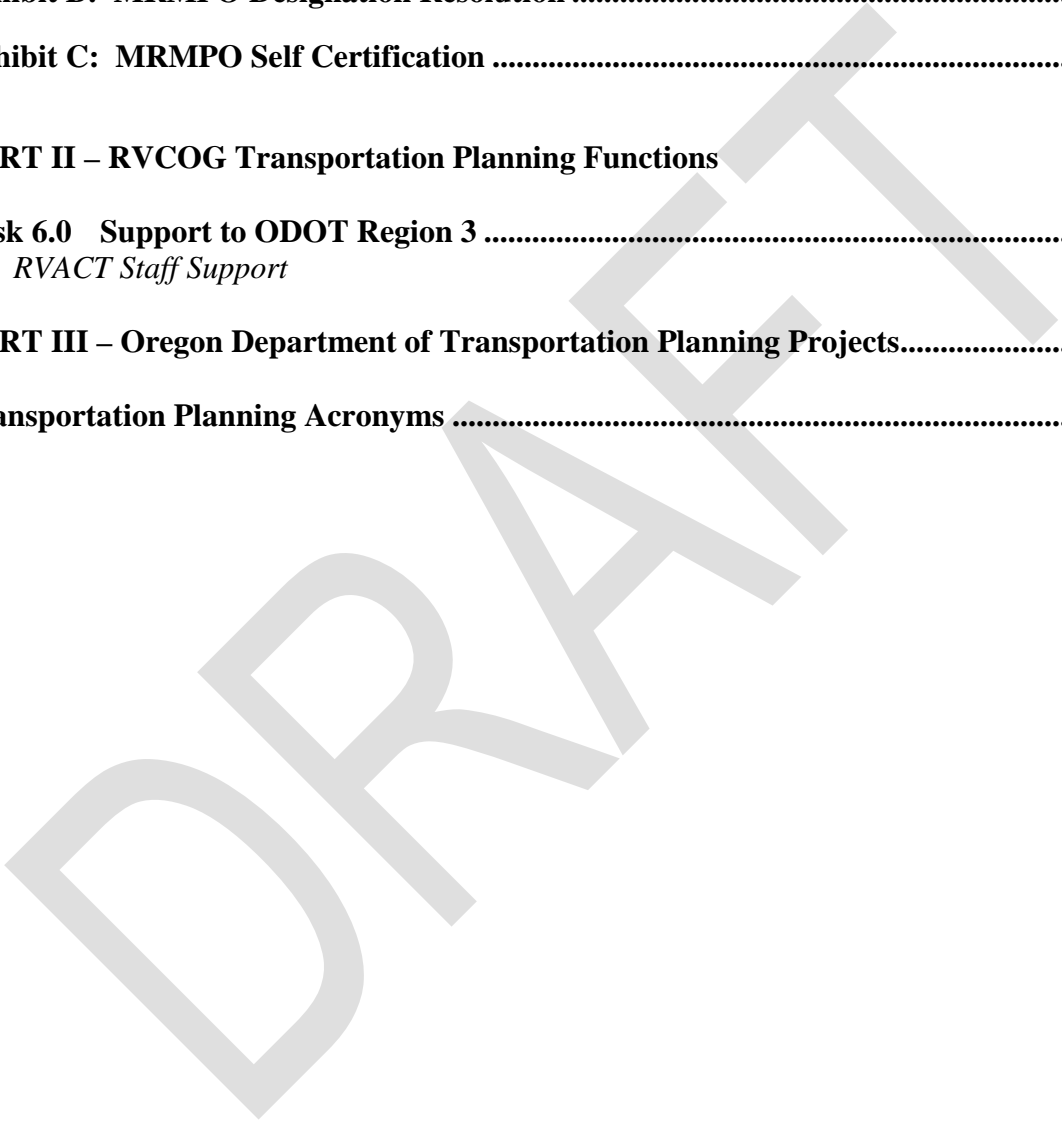 hibit C:  MRMPO Self Certification ...........................................................................
RT II – RVCOG Transportation Planning Functions
sk 6.0   Support to ODOT Region 3 ...........................................................................
RVACT Staff Support
RT III – Oregon Department of Transportation Planning Projects.....................
ansportation Planning Acronyms ...............................................................................
DRAFT